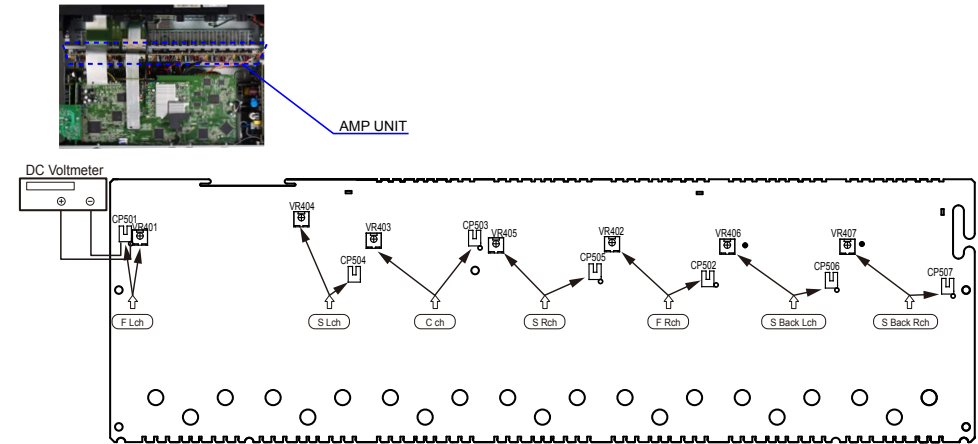 AMP UNIT
DC Voltmeter
⊕ ⊖
CP501
VR401
VR404
CP504
VR403
CP503
VR405
CP505
VR402
CP502
VR406
CP506
VR407
CP507
F Lch
S Lch
C ch
S Rch
F Rch
S Back Lch
S Back Rch